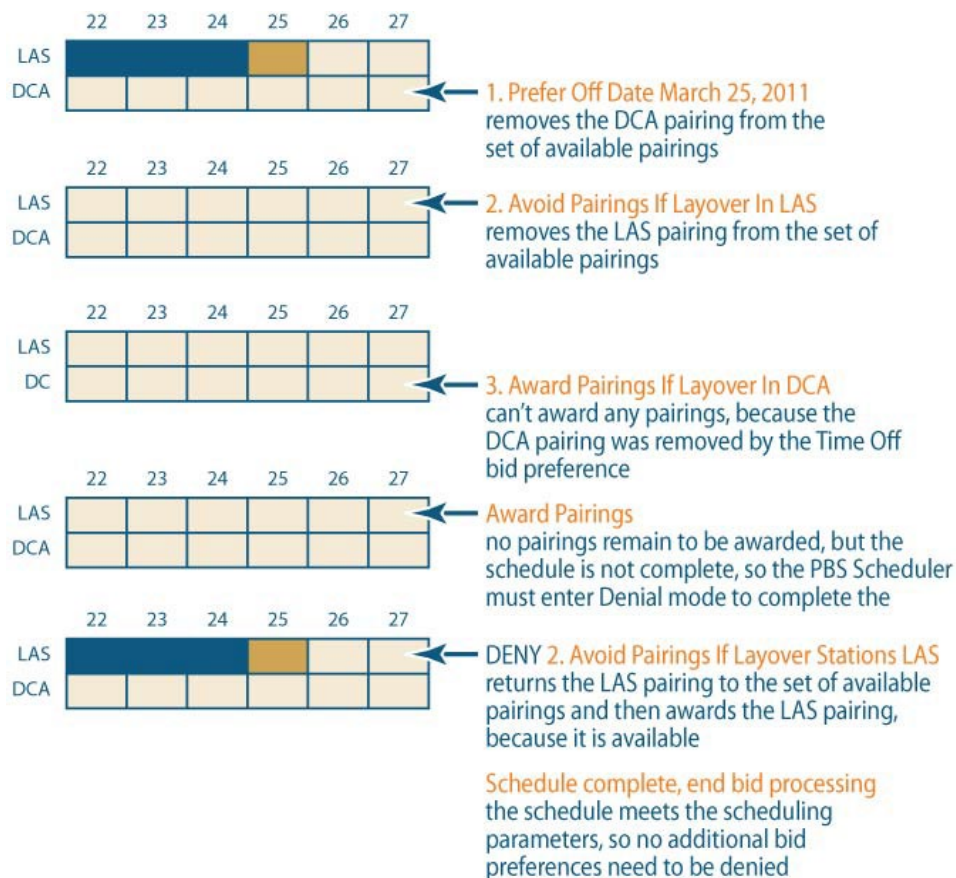 22 23 24 25 26 27
LAS
DCA
1. Prefer Off Date March 25, 2011
removes the DCA pairing from the
set of available pairings
22 23 24 25 26 27
LAS
DCA
2. Avoid Pairings If Layover In LAS
removes the LAS pairing from the set of
available pairings
22 23 24 25 26 27
LAS
DC
3. Award Pairings If Layover In DCA
can't award any pairings, because the
DCA pairing was removed by the Time Off
bid preference
22 23 24 25 26 27
LAS
DCA
Award Pairings
no pairings remain to be awarded, but the
schedule is not complete, so the PBS Scheduler
must enter Denial mode to complete the
22 23 24 25 26 27
LAS
DCA
DENY 2. Avoid Pairings If Layover Stations LAS
returns the LAS pairing to the set of available
pairings and then awards the LAS pairing,
because it is available
Schedule complete, end bid processing
the schedule meets the scheduling
parameters, so no additional bid
preferences need to be denied